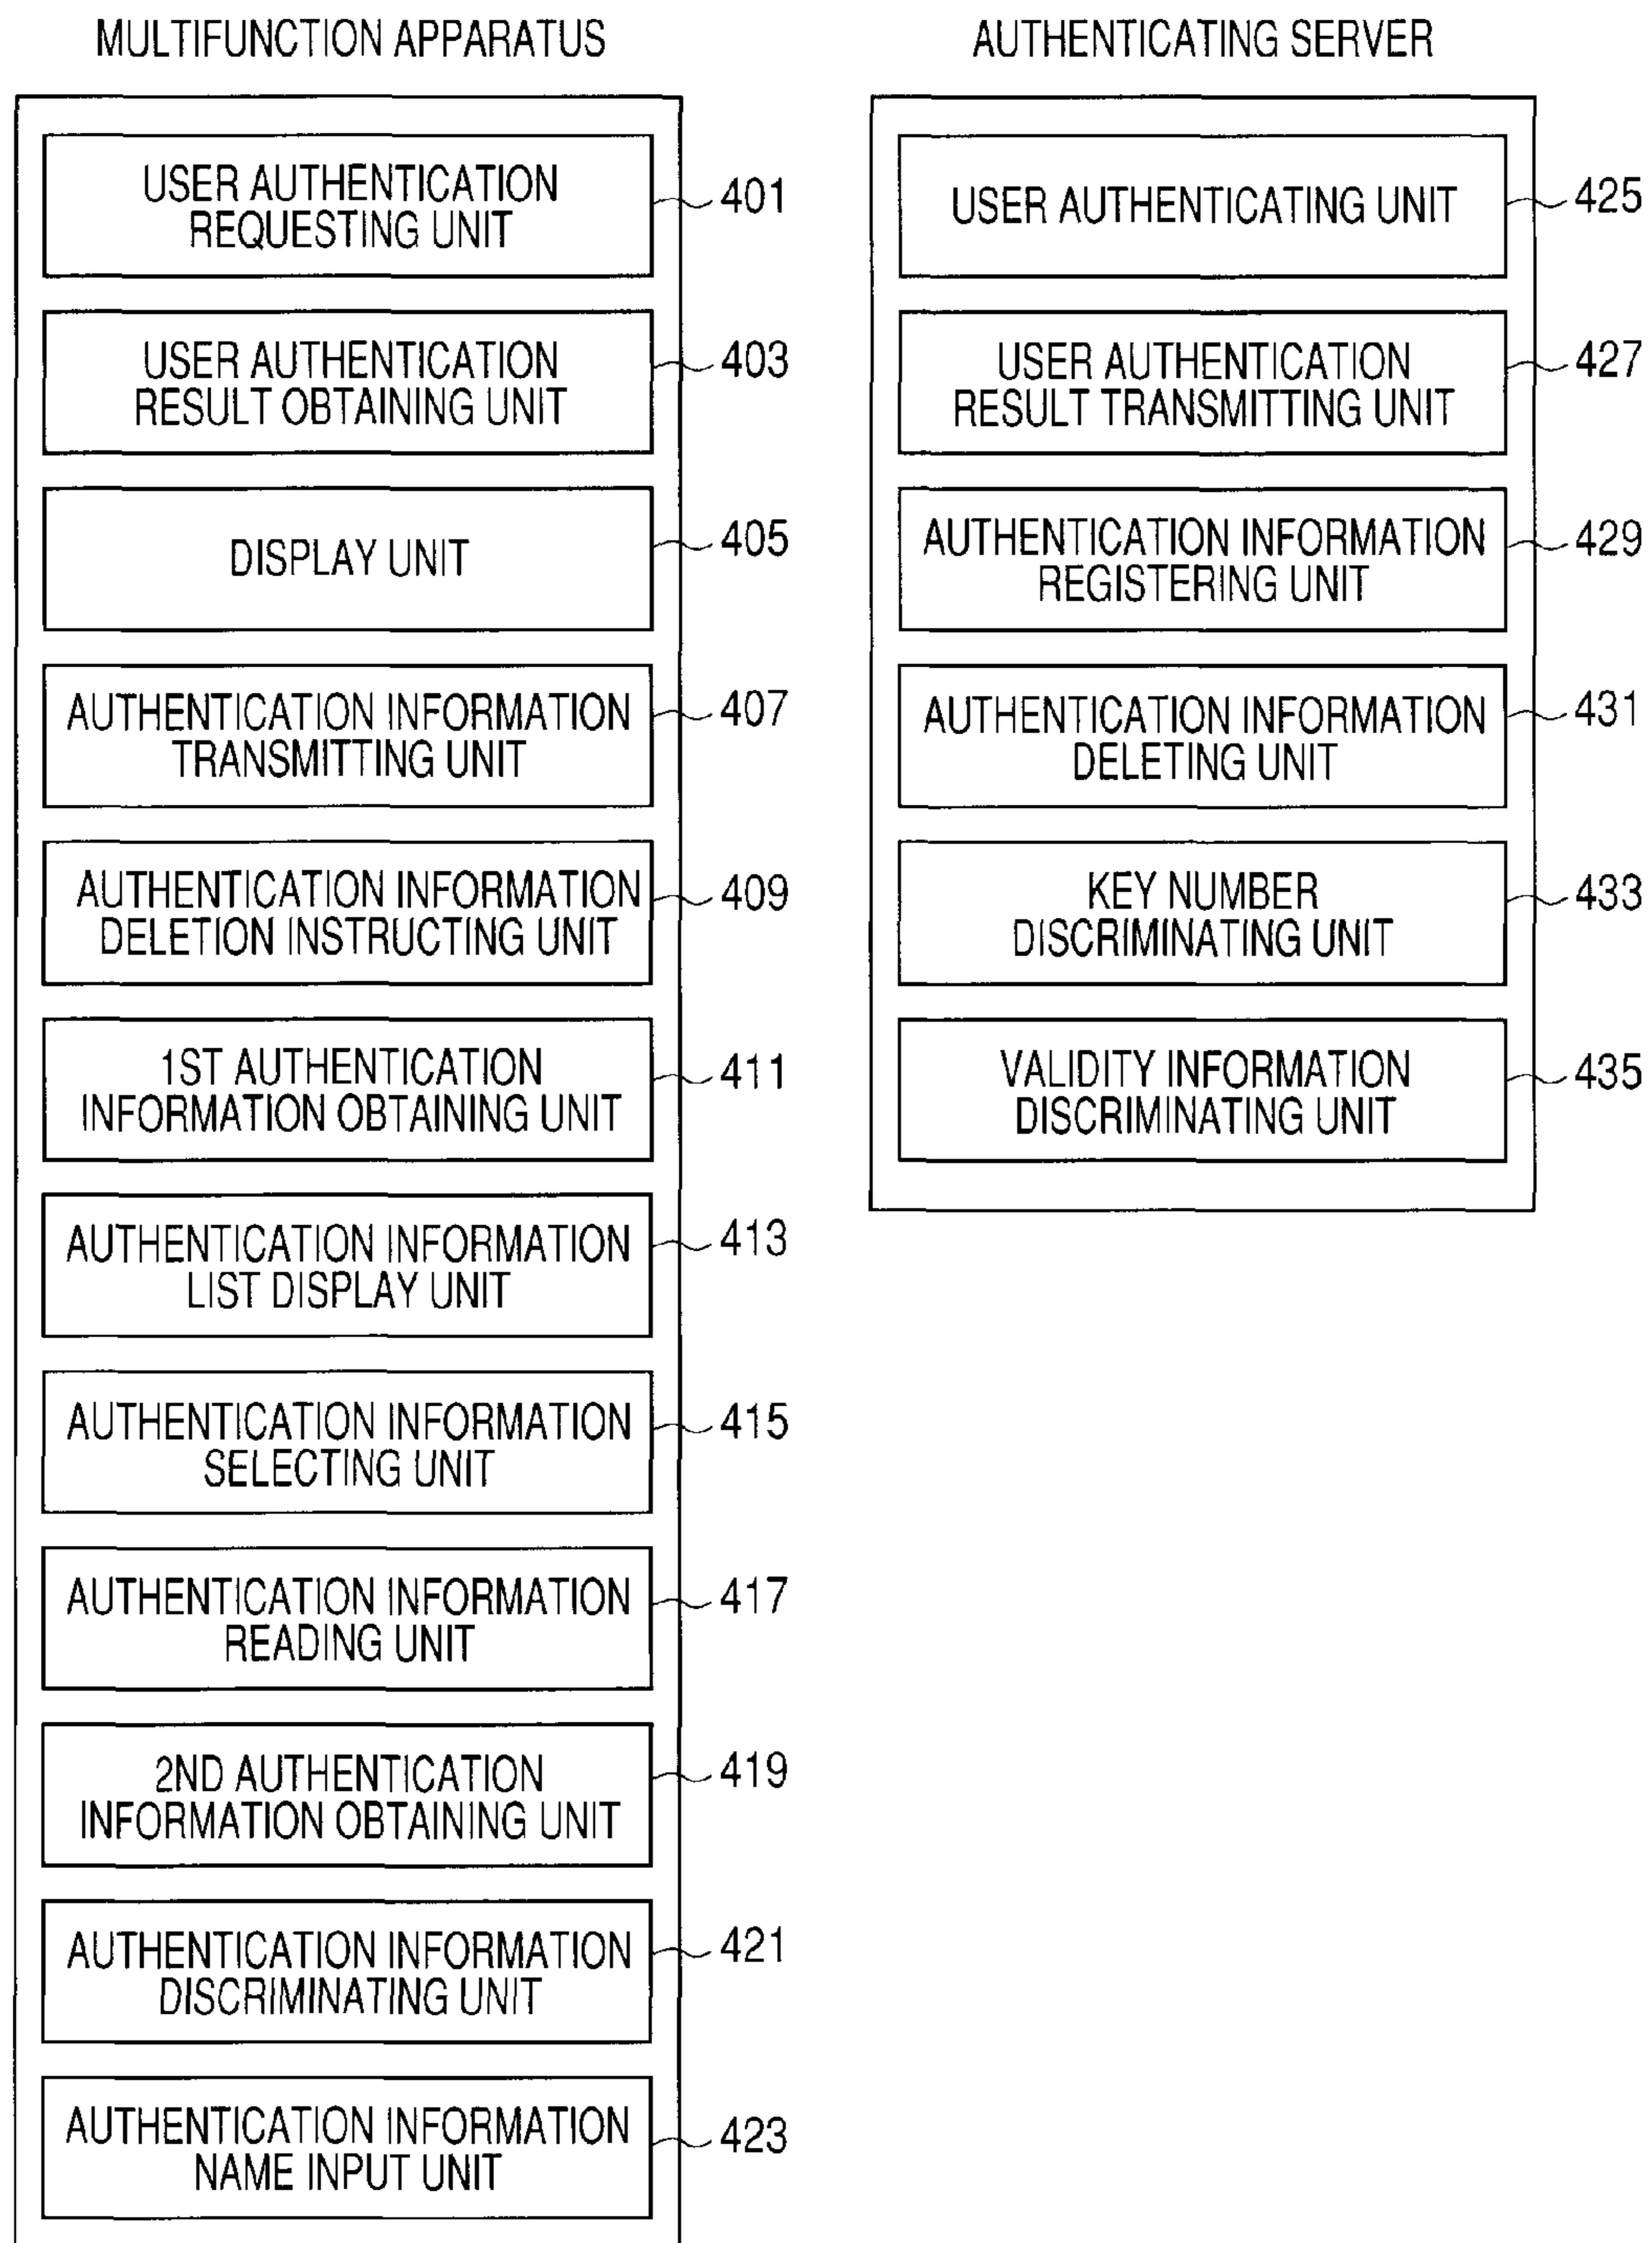 MULTIFUNCTION APPARATUS
USER AUTHENTICATION
REQUESTING UNIT
401
USER AUTHENTICATION
RESULT OBTAINING UNIT
403
DISPLAY UNIT
405
AUTHENTICATION INFORMATION
TRANSMITTING UNIT
407
AUTHENTICATION INFORMATION
DELETION INSTRUCTING UNIT
409
1ST AUTHENTICATION
INFORMATION OBTAINING UNIT
411
AUTHENTICATION INFORMATION
LIST DISPLAY UNIT
413
AUTHENTICATION INFORMATION
SELECTING UNIT
415
AUTHENTICATION INFORMATION
READING UNIT
417
2ND AUTHENTICATION
INFORMATION OBTAINING UNIT
419
AUTHENTICATION INFORMATION
DISCRIMINATING UNIT
421
AUTHENTICATION INFORMATION
NAME INPUT UNIT
423
AUTHENTICATING SERVER
USER AUTHENTICATING UNIT
425
USER AUTHENTICATION
RESULT TRANSMITTING UNIT
427
AUTHENTICATION INFORMATION
REGISTERING UNIT
429
AUTHENTICATION INFORMATION
DELETING UNIT
431
KEY NUMBER
DISCRIMINATING UNIT
433
VALIDITY INFORMATION
DISCRIMINATING UNIT
435